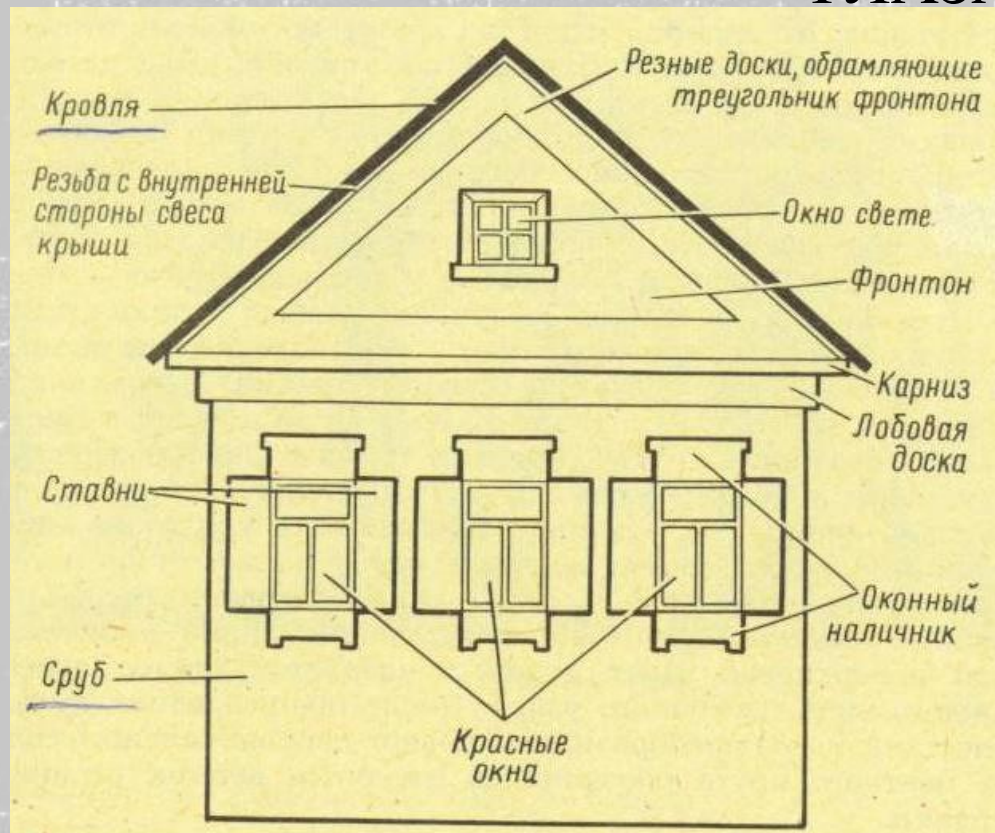 Резные доски, обрамляющие
треугольник фронтона
Кровля
Резьба с внутренней
стороны свеса
крыши
Окно свете
Фронтон
Карниз
Лобовая
доска
Ставни
Оконный
наличник
Сруб
Красные
окна